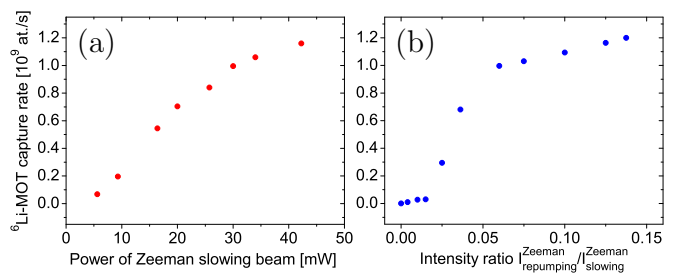 (a)
(b)
⁶Li-MOT capture rate [10⁹ at./s]
1.2
1.0
0.8
0.6
0.4
0.2
0.0
0 10 20 30 40 50
Power of Zeeman slowing beam [mW]
1.2
1.0
0.8
0.6
0.4
0.2
0.0
0.00 0.05 0.10 0.15
Intensity ratio I^Zeeman_repumping/I^Zeeman_slowing